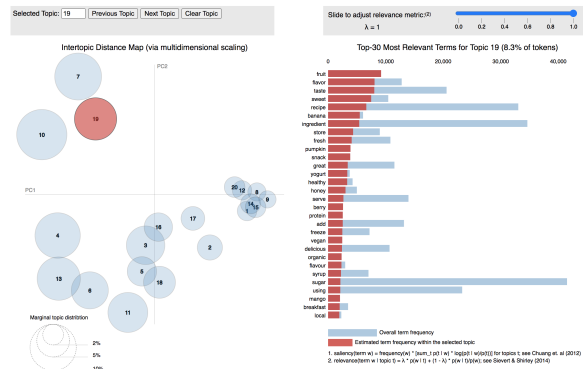 Selected Topic: 19 Previous Topic Next Topic Clear Topic
Slide to adjust relevance metric:(2)
λ = 1
0.0 0.2 0.4 0.6 0.8 1.0
Intertopic Distance Map (via multidimensional scaling)
PC2
PC1
7
19
10
20
12
8
9
14
15
1
17
16
4
3
2
5
13
6
18
11
Marginal topic distribtion
2%
5%
10%
Top-30 Most Relevant Terms for Topic 19 (8.3% of tokens)
0 10,000 20,000 30,000 40,000
fruit
flavor
taste
sweet
recipe
banana
ingredient
store
fresh
pumpkin
snack
great
yogurt
healthy
honey
serve
berry
protein
add
freeze
vegan
delicious
organic
flavour
syrup
sugar
using
mango
breakfast
local
Overall term frequency
Estimated term frequency within the selected topic
1. saliency(term w) = frequency(w) * [sum_t p(t | w) * log(p(t | w)/p(t))] for topics t; see Chuang et. al (2012)
2. relevance(term w | topic t) = λ * p(w | t) + (1 - λ) * p(w | t)/p(w); see Sievert & Shirley (2014)